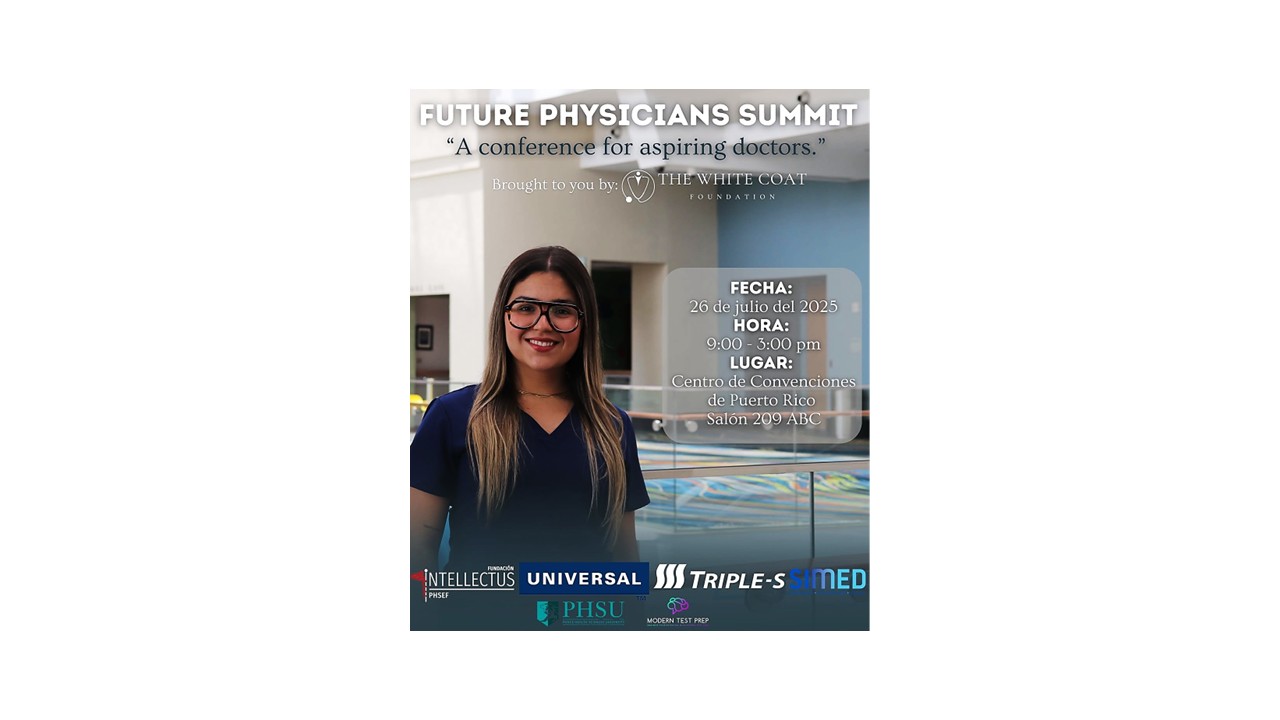 FUTURE PHYSICIANS SUMMIT
“A conference for aspiring doctors.”
Brought to you by: THE WHITE COAT
FOUNDATION
FECHA:
26 de julio del 2025
HORA:
9:00 - 3:00 pm
LUGAR:
Centro de Convenciones
de Puerto Rico
Salón 209 ABC
FUNDACIÓN
INTELLECTUS
PHSEF
UNIVERSAL
TRIPLE-S
SIMED
PHSU
MODERN TEST PREP